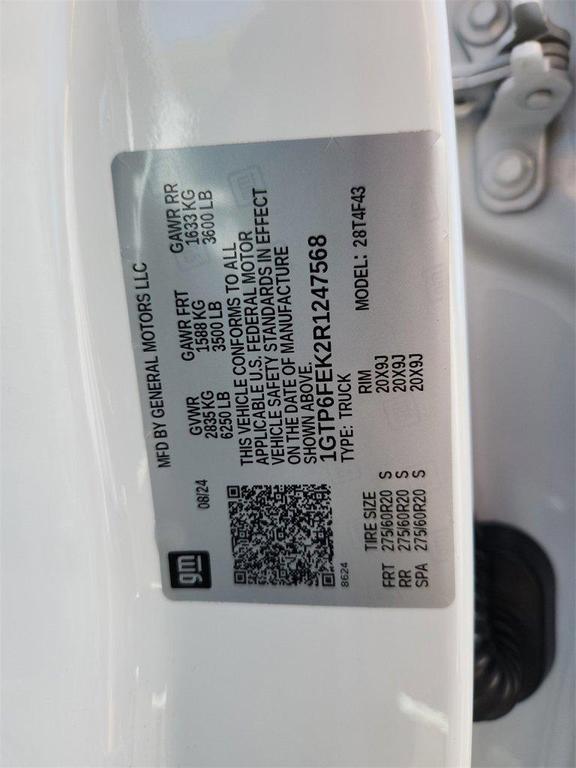 gm
MFD BY GENERAL MOTORS LLC
08/24
GVWR GAWR FRT GAWR RR
2835 KG 1588 KG 1633 KG
6250 LB 3500 LB 3600 LB
THIS VEHICLE CONFORMS TO ALL
APPLICABLE U.S. FEDERAL MOTOR
VEHICLE SAFETY STANDARDS IN EFFECT
ON THE DATE OF MANUFACTURE
SHOWN ABOVE.
1GTP6FEK2R1247568
TYPE: TRUCK
8624
MODEL: 28T4F43
TIRE SIZE RIM
FRT 275/60R20 S 20X9J
RR 275/60R20 S 20X9J
SPA 275/60R20 S 20X9J